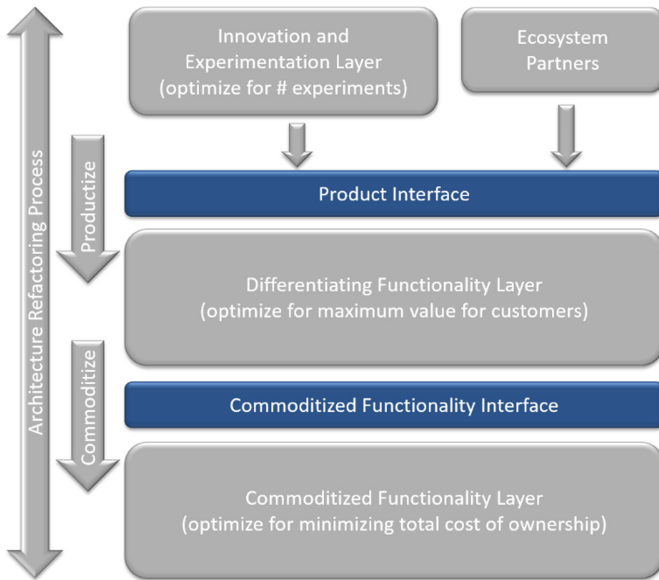 Innovation and
Experimentation Layer
(optimize for # experiments)
Ecosystem
Partners
Architecture Refactoring Process
Productize
Product Interface
Differentiating Functionality Layer
(optimize for maximum value for customers)
Commoditize
Commoditized Functionality Interface
Commoditized Functionality Layer
(optimize for minimizing total cost of ownership)